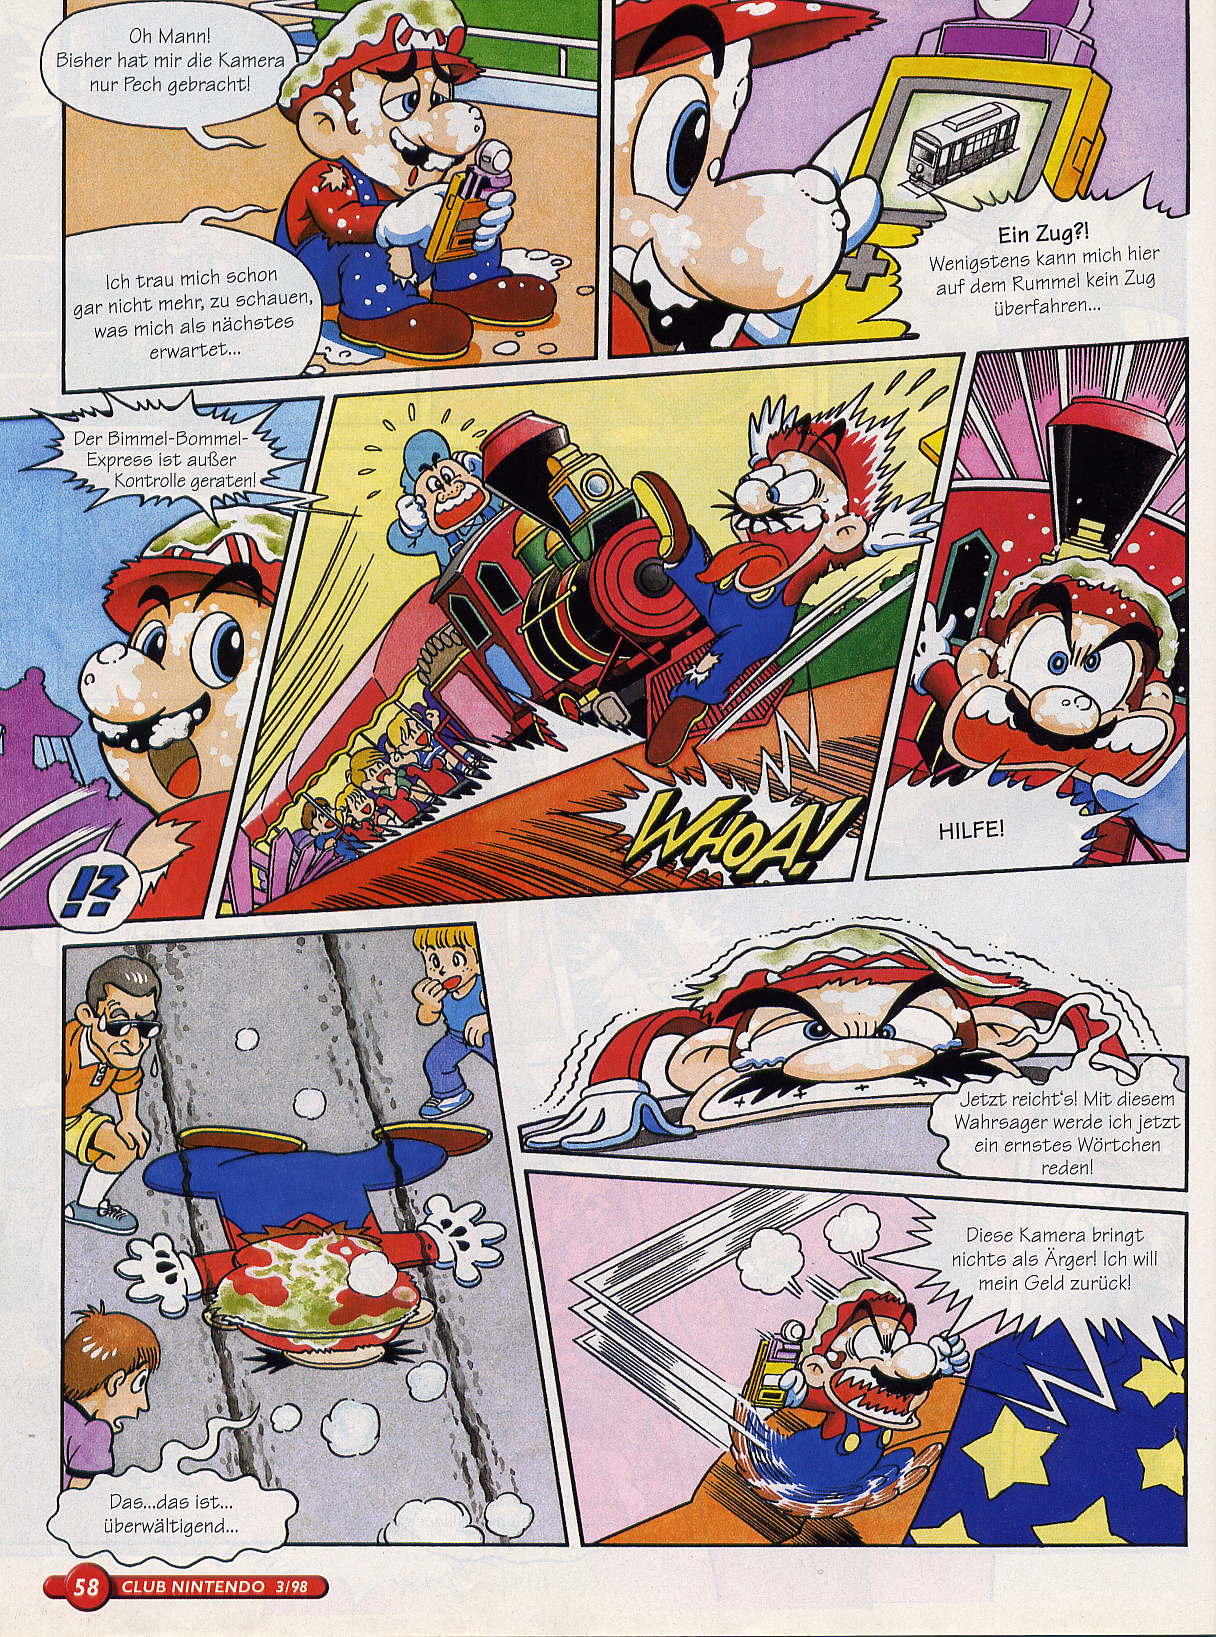 Oh Mann!
Bisher hat mir die Kamera
nur Pech gebracht!
Ich trau mich schon
gar nicht mehr, zu schauen,
was mich als nächstes
erwartet...
Ein Zug?!
Wenigstens kann mich hier
auf dem Rummel kein Zug
überfahren...
Der Bimmel-Bommel-
Express ist außer
Kontrolle geraten!
!?
WHOA!
HILFE!
Das...das ist...
überwältigend...
Jetzt reicht's! Mit diesem
Wahrsager werde ich jetzt
ein ernstes Wörtchen
reden!
Diese Kamera bringt
nichts als Ärger! Ich will
mein Geld zurück!
58 CLUB NINTENDO 3/98